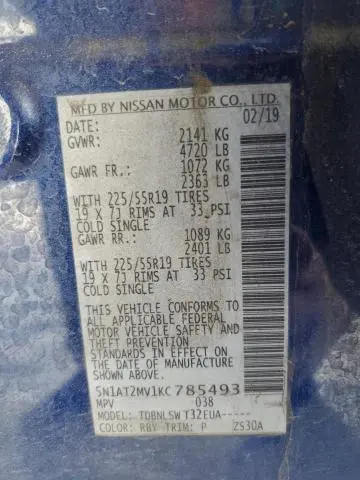 MFD BY NISSAN MOTOR CO., LTD.
DATE: 02/19
GVWR: 2141 KG
4720 LB
GAWR FR.: 1072 KG
2363 LB
WITH 225/55R19 TIRES
19 X 7J RIMS AT 33 PSI
COLD SINGLE
GAWR RR.: 1089 KG
2401 LB
WITH 225/55R19 TIRES
19 X 7J RIMS AT 33 PSI
COLD SINGLE
THIS VEHICLE CONFORMS TO
ALL APPLICABLE FEDERAL
MOTOR VEHICLE SAFETY AND
THEFT PREVENTION
STANDARDS IN EFFECT ON
THE DATE OF MANUFACTURE
SHOWN ABOVE.
5N1AT2MV1KC785493
MPV 038
MODEL: TDBNLSW T32EUA-----
COLOR: RBY TRIM: P ZS30A